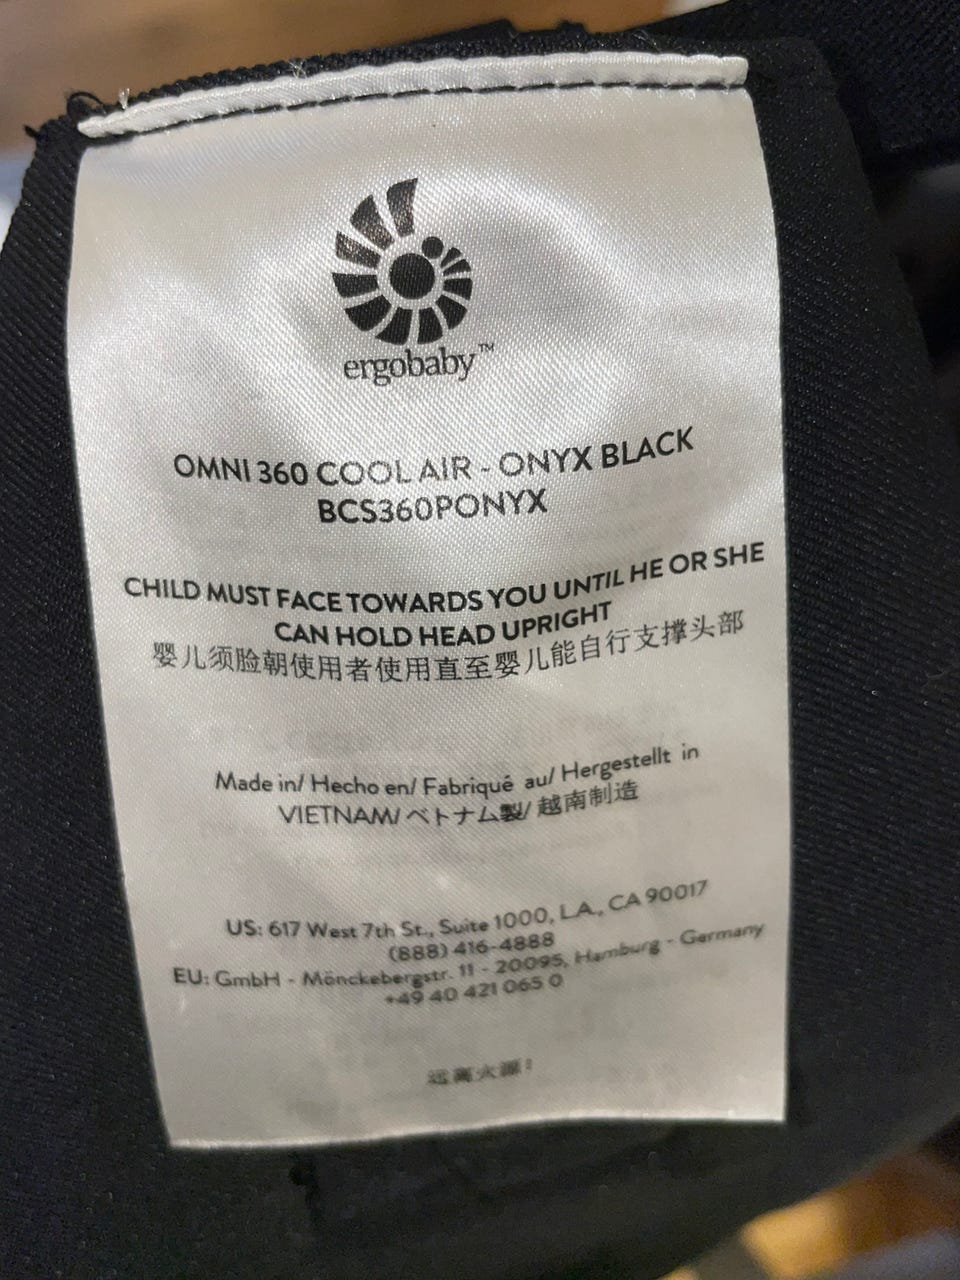 ergobaby™
OMNI 360 COOL AIR - ONYX BLACK
BCS360PONYX
CHILD MUST FACE TOWARDS YOU UNTIL HE OR SHE
CAN HOLD HEAD UPRIGHT
婴儿须脸朝使用者使用直至婴儿能自行支撑头部
Made in/ Hecho en/ Fabriqué au/ Hergestellt in
VIETNAM/ ベトナム製/ 越南制造
US: 617 West 7th St., Suite 1000, L.A., CA 90017
(888) 416-4888
EU: GmbH - Mönckebergstr. 11 - 20095, Hamburg - Germany
+49 40 421 065 0
远离火源!